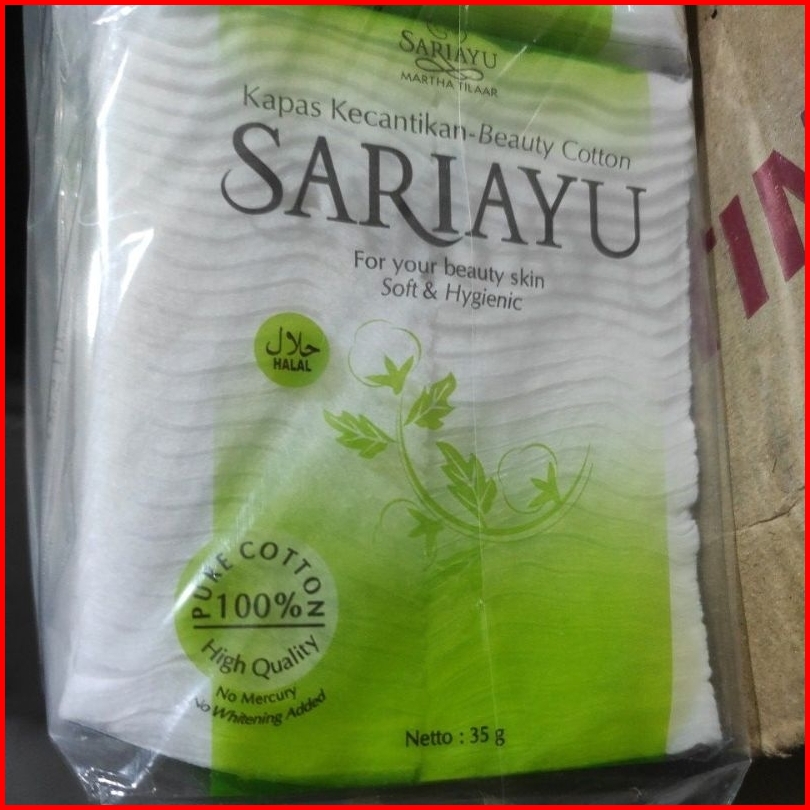 SARIAYU
MARTHA TILAAR
Kapas Kecantikan-Beauty Cotton
SARIAYU
For your beauty skin
Soft & Hygienic
حلال
HALAL
PURE COTTON
100%
High Quality
No Mercury
No Whitening Added
Netto : 35 g